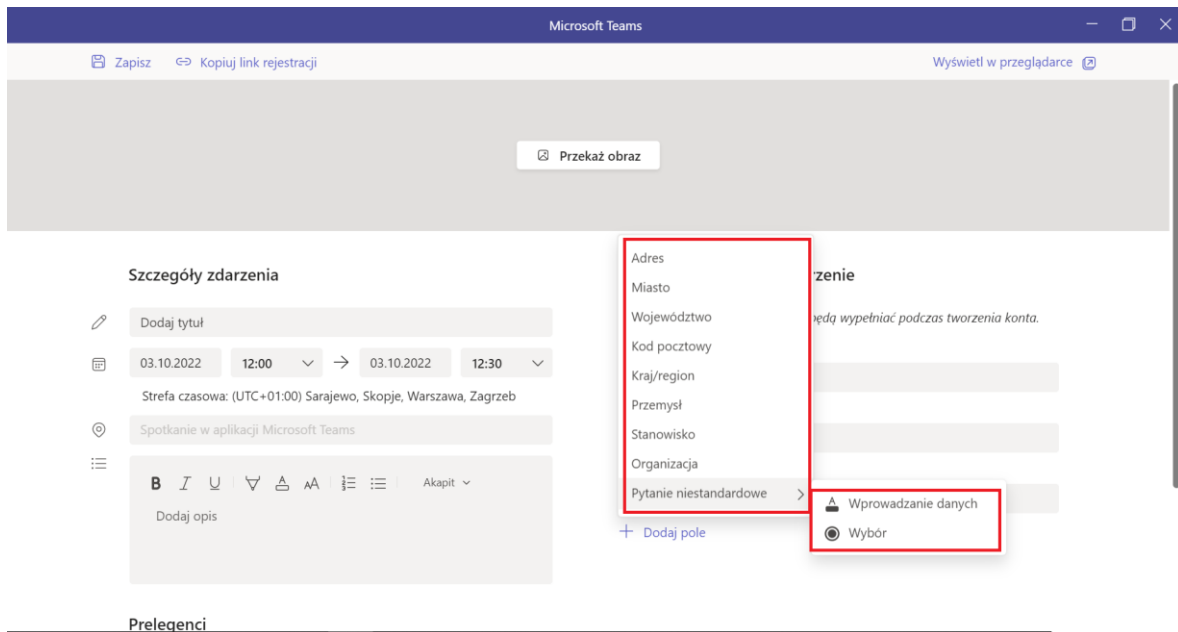 Microsoft Teams
Zapisz Kopiuj link rejestracji Wyświetl w przeglądarce
Przekaż obraz
Szczegóły zdarzenia
Dodaj tytuł
03.10.2022 12:00 → 03.10.2022 12:30
Strefa czasowa: (UTC+01:00) Sarajewo, Skopje, Warszawa, Zagrzeb
Spotkanie w aplikacji Microsoft Teams
B I U AA Akapit
Dodaj opis
Prelegenci
Adres
Miasto
Województwo
Kod pocztowy
Kraj/region
Przemysł
Stanowisko
Organizacja
Pytanie niestandardowe
Wprowadzanie danych
Wybór
Dodaj pole
wypełniać podczas tworzenia konta.